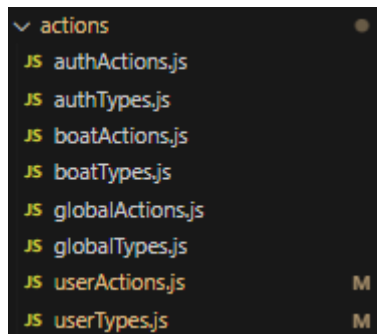 actions
JS authActions.js
JS authTypes.js
JS boatActions.js
JS boatTypes.js
JS globalActions.js
JS globalTypes.js
JS userActions.js M
JS userTypes.js M